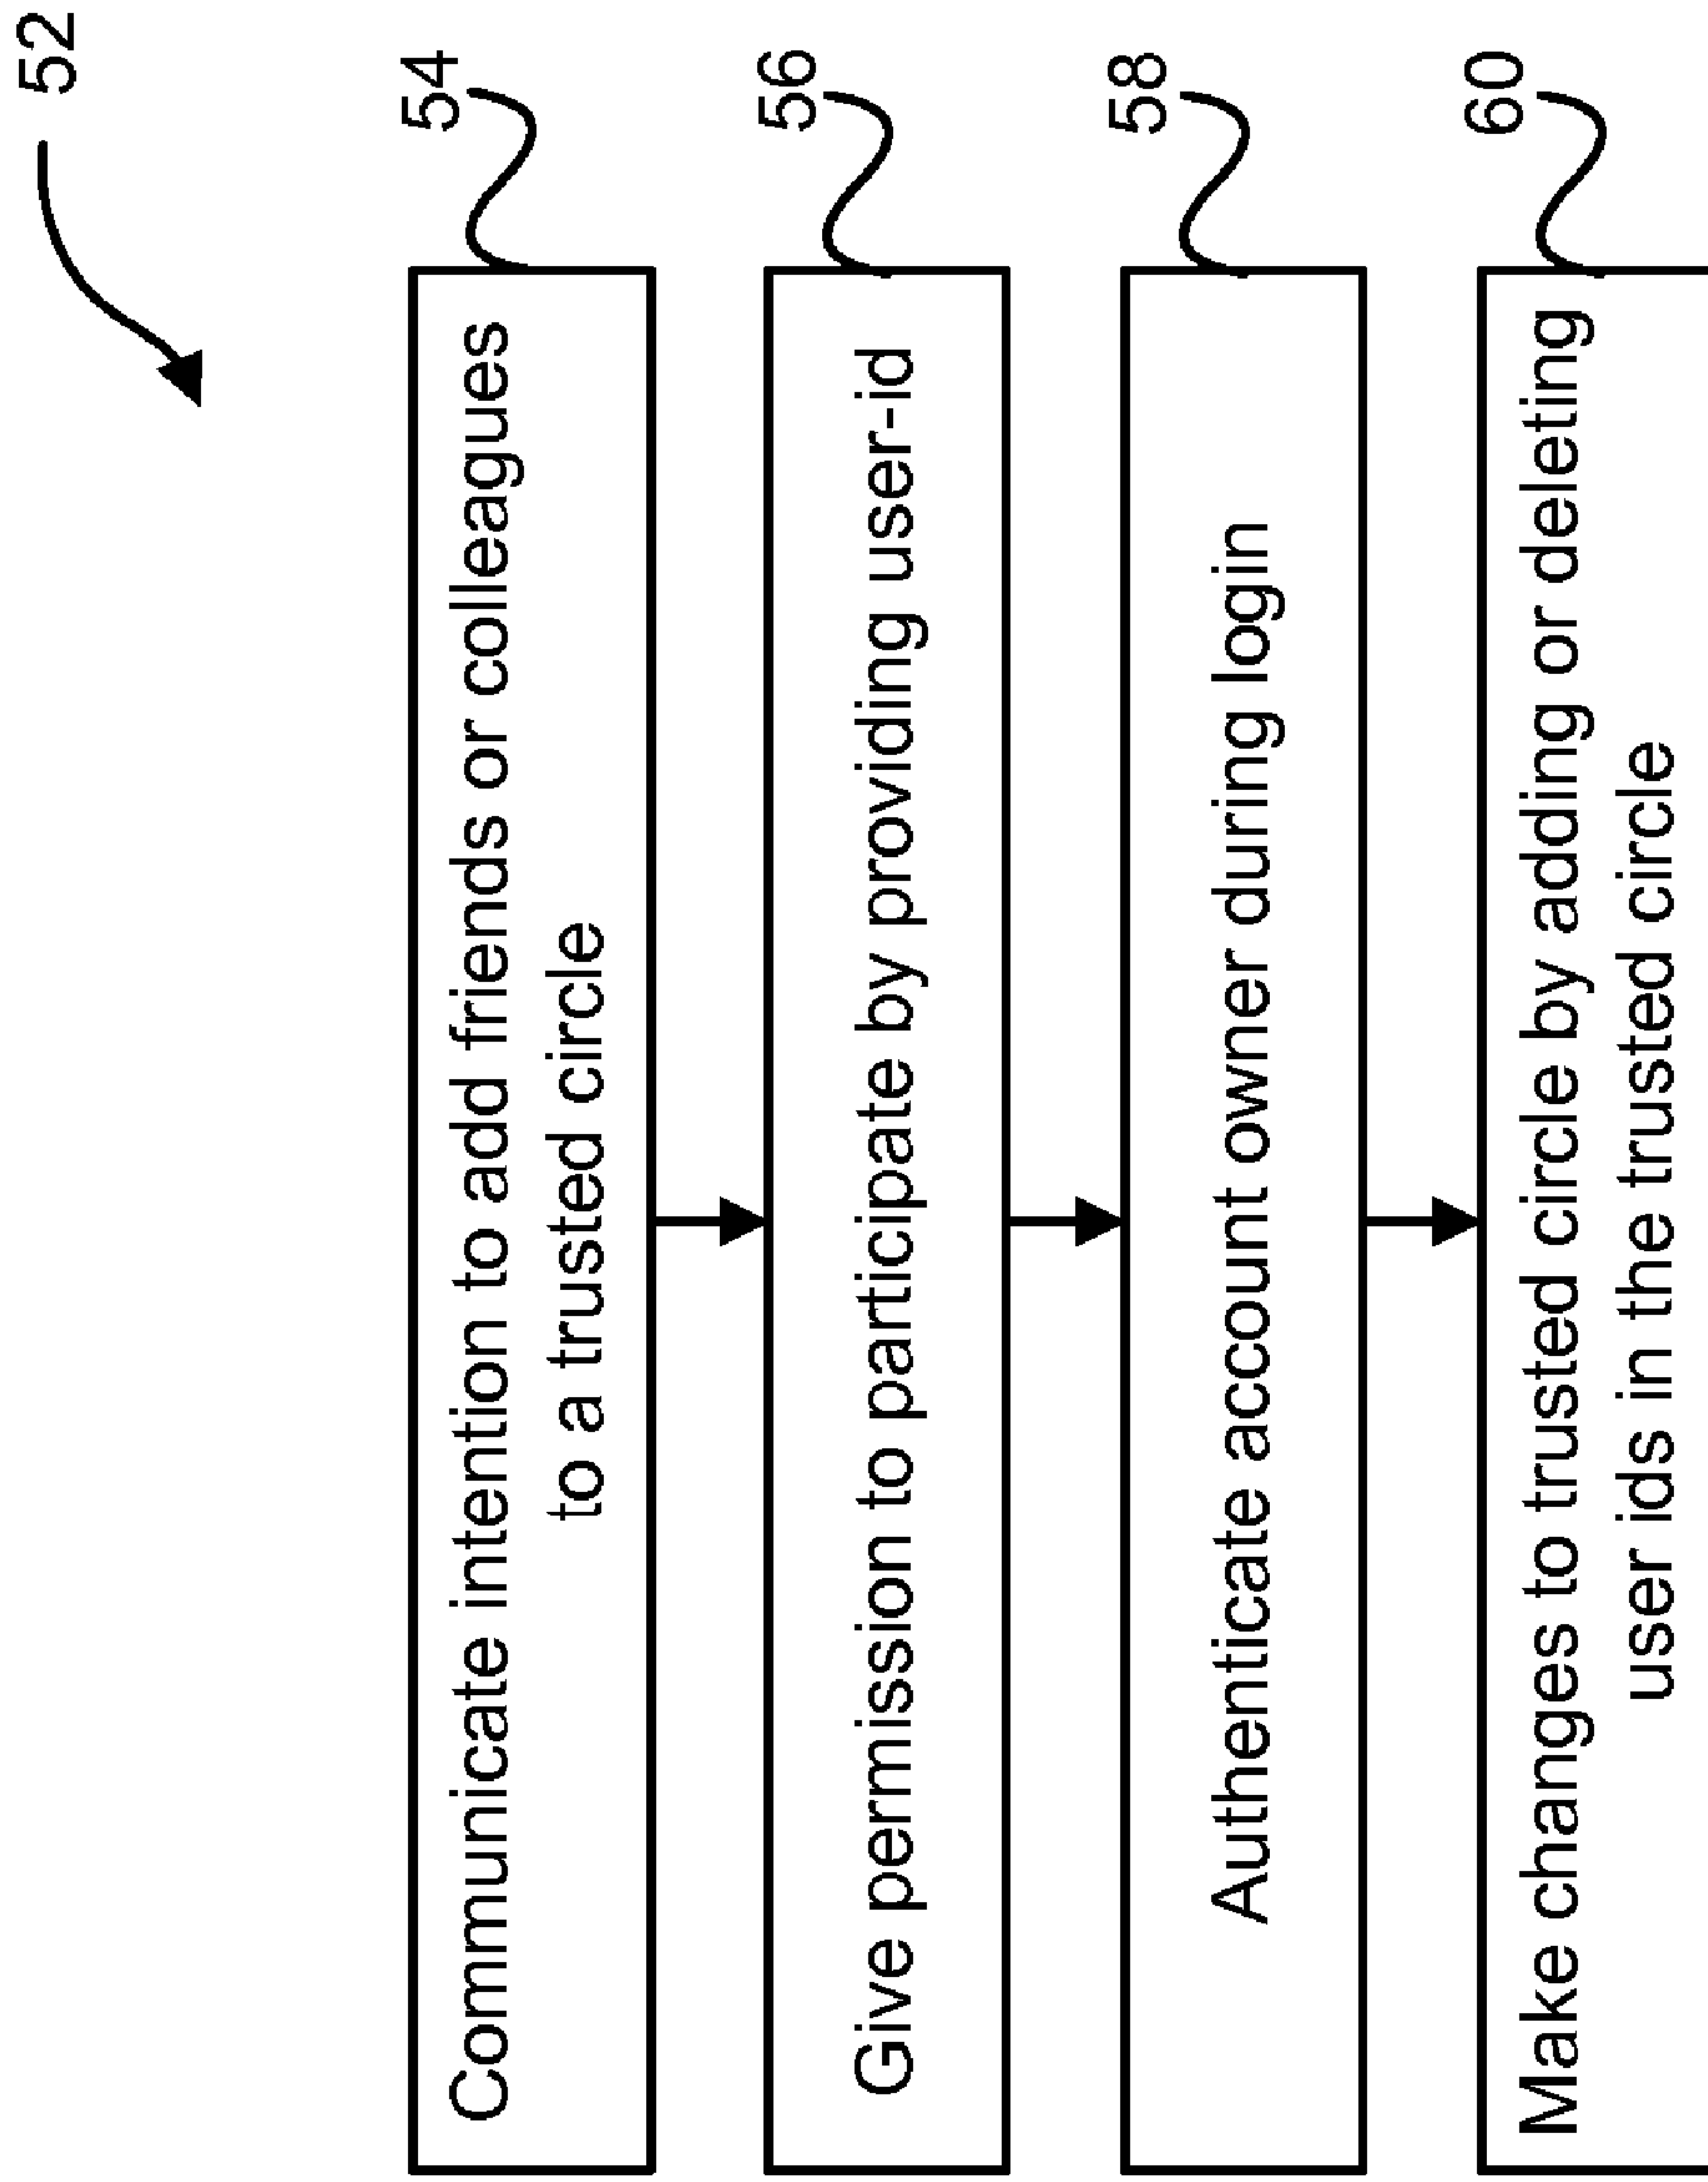 52
54
Communicate intention to add friends or colleagues
to a trusted circle
56
Give permission to participate by providing user-id
58
Authenticate account owner during login
60
Make changes to trusted circle by adding or deleting
user ids in the trusted circle